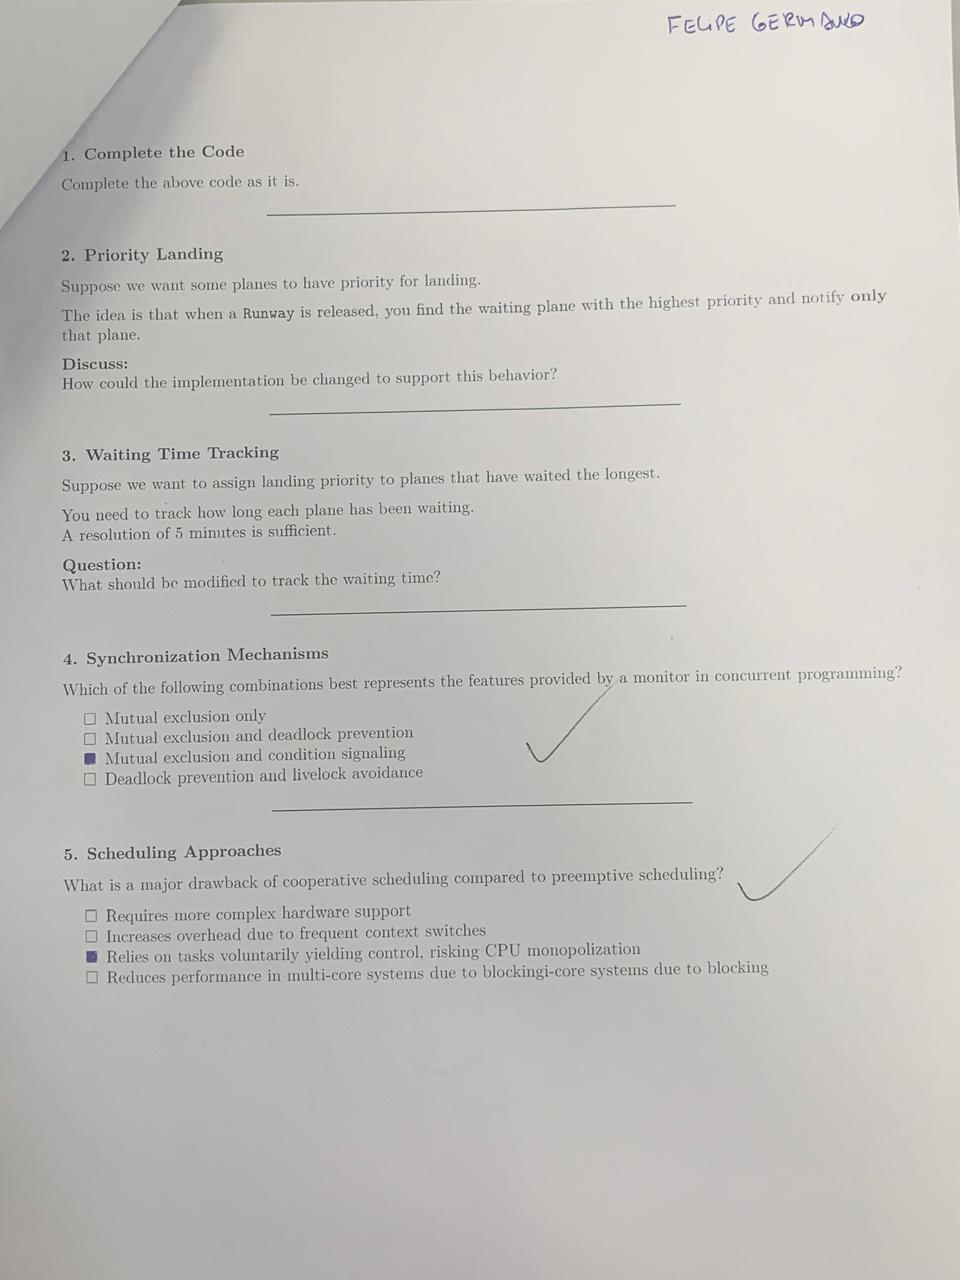 FELIPE GERMANO
1. Complete the Code
Complete the above code as it is.
2. Priority Landing
Suppose we want some planes to have priority for landing.
The idea is that when a Runway is released, you find the waiting plane with the highest priority and notify only
that plane.
Discuss:
How could the implementation be changed to support this behavior?
3. Waiting Time Tracking
Suppose we want to assign landing priority to planes that have waited the longest.
You need to track how long each plane has been waiting.
A resolution of 5 minutes is sufficient.
Question:
What should be modified to track the waiting time?
4. Synchronization Mechanisms
Which of the following combinations best represents the features provided by a monitor in concurrent programming?
☐ Mutual exclusion only
☐ Mutual exclusion and deadlock prevention
■ Mutual exclusion and condition signaling
☐ Deadlock prevention and livelock avoidance
5. Scheduling Approaches
What is a major drawback of cooperative scheduling compared to preemptive scheduling?
☐ Requires more complex hardware support
☐ Increases overhead due to frequent context switches
■ Relies on tasks voluntarily yielding control, risking CPU monopolization
☐ Reduces performance in multi-core systems due to blockingi-core systems due to blocking